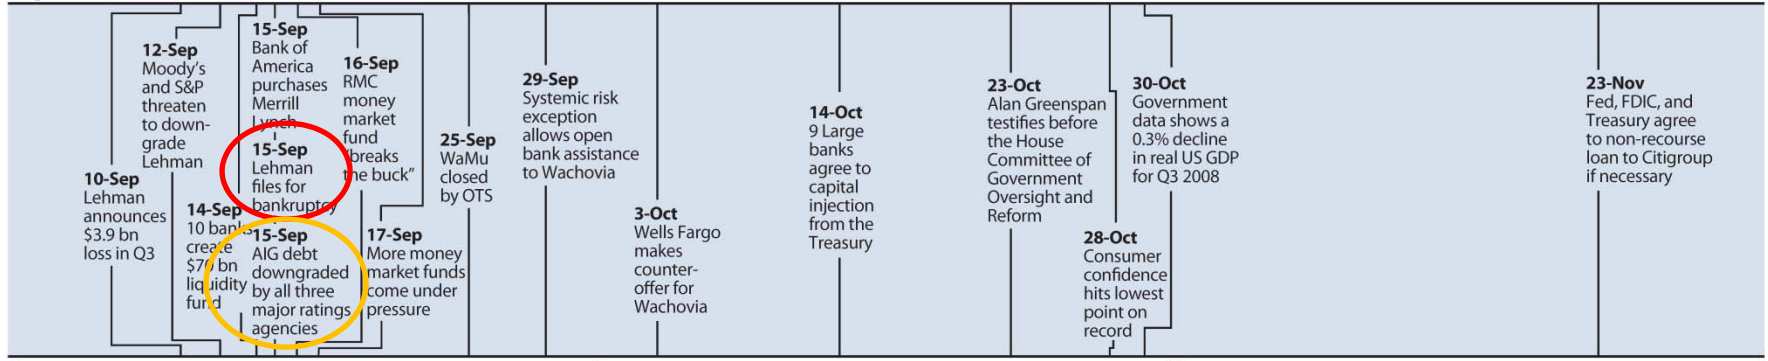 10-Sep
Lehman
announces
$3.9 bn
loss in Q3
12-Sep
Moody's
and S&P
threaten
to down-
grade
Lehman
14-Sep
10 banks
create
$70 bn
liquidity
fund
15-Sep
Bank of
America
purchases
Merrill
Lynch
15-Sep
Lehman
files for
bankruptcy
15-Sep
AIG debt
downgraded
by all three
major ratings
agencies
16-Sep
RMC
money
market
fund
"breaks
the buck"
17-Sep
More money
market funds
come under
pressure
25-Sep
WaMu
closed
by OTS
29-Sep
Systemic risk
exception
allows open
bank assistance
to Wachovia
3-Oct
Wells Fargo
makes
counter-
offer for
Wachovia
14-Oct
9 Large
banks
agree to
capital
injection
from the
Treasury
23-Oct
Alan Greenspan
testifies before
the House
Committee of
Government
Oversight and
Reform
28-Oct
Consumer
confidence
hits lowest
point on
record
30-Oct
Government
data shows a
0.3% decline
in real US GDP
for Q3 2008
23-Nov
Fed, FDIC, and
Treasury agree
to non-recourse
loan to Citigroup
if necessary